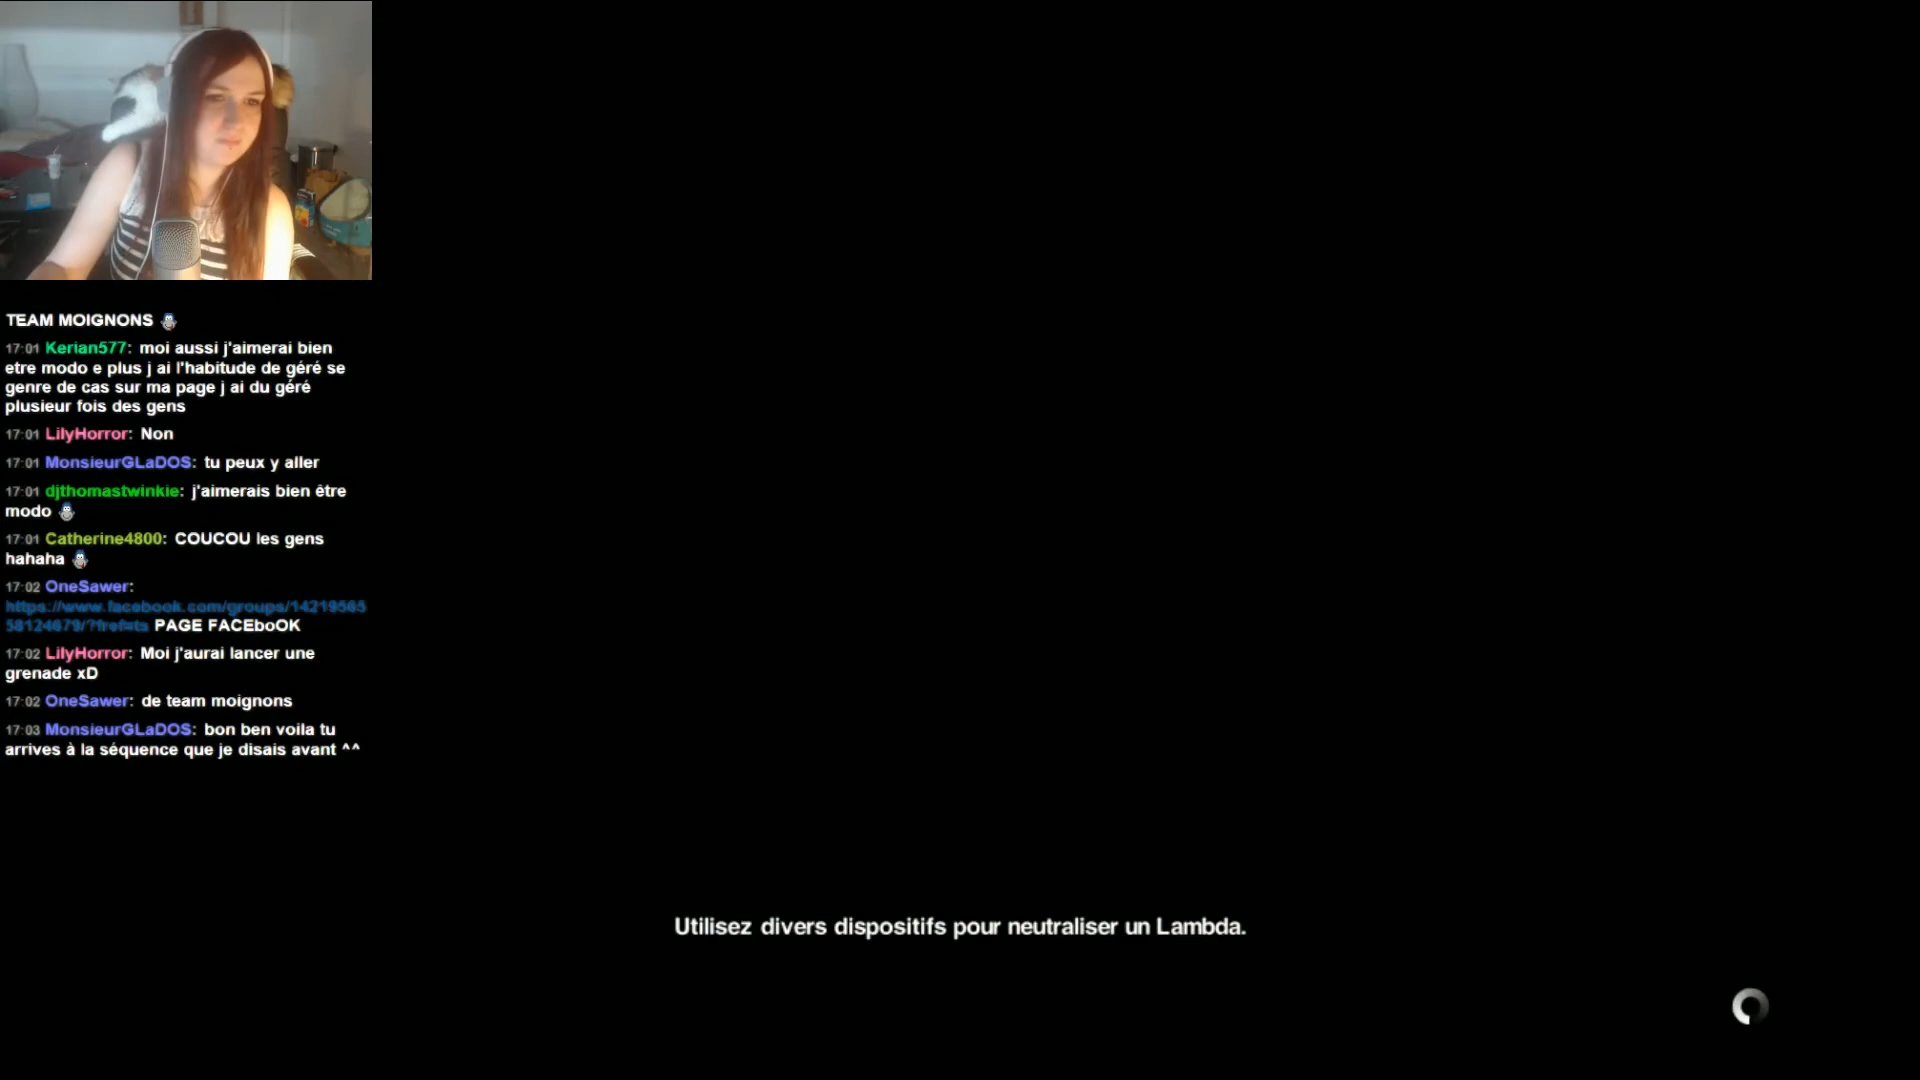 TEAM MOIGNONS
17:01 Kerian577: moi aussi j'aimerai bien
etre modo e plus j ai l'habitude de géré se
genre de cas sur ma page j ai du géré
plusieur fois des gens
17:01 LilyHorror: Non
17:01 MonsieurGLaDOS: tu peux y aller
17:01 djthomastwinkie: j'aimerais bien être
modo
17:01 Catherine4800: COUCOU les gens
hahaha
17:02 OneSawer:
https://www.facebook.com/groups/14219565
58124679/?fref=ts PAGE FACEboOK
17:02 LilyHorror: Moi j'aurai lancer une
grenade xD
17:02 OneSawer: de team moignons
17:03 MonsieurGLaDOS: bon ben voila tu
arrives à la séquence que je disais avant ^^
Utilisez divers dispositifs pour neutraliser un Lambda.